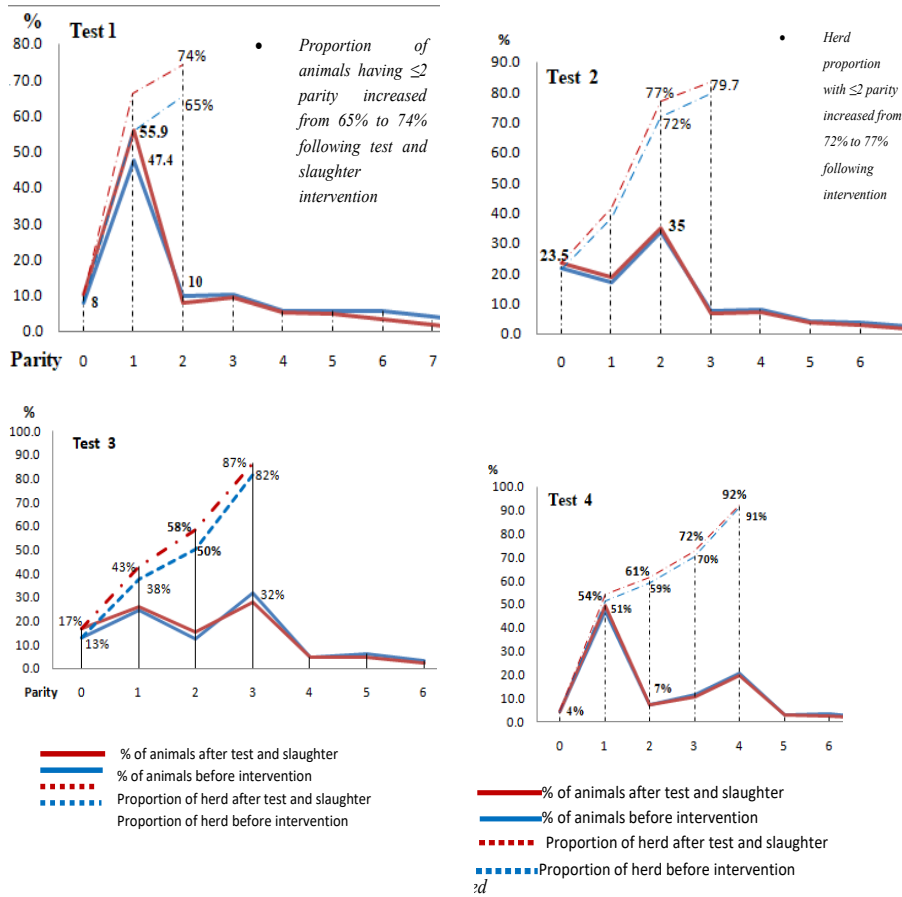 %
Test 1
80.0
70.0
60.0
50.0
40.0
30.0
20.0
10.0
0.0
74%
65%
55.9
47.4
10
8
Parity 0 1 2 3 4 5 6 7
• Proportion of
animals having ≤2
parity increased
from 65% to 74%
following test and
slaughter
intervention
%
Test 2
90.0
80.0
70.0
60.0
50.0
40.0
30.0
20.0
10.0
0.0
79.7
77%
72%
35
23.5
0 1 2 3 4 5 6
• Herd
proportion
with ≤2 parity
increased from
72% to 77%
following
intervention
%
Test 3
100.0
90.0
80.0
70.0
60.0
50.0
40.0
30.0
20.0
10.0
0.0
87%
82%
58%
50%
43%
38%
32%
17%
13%
Parity 0 1 2 3 4 5 6
% of animals after test and slaughter
% of animals before intervention
Proportion of herd after test and slaughter
Proportion of herd before intervention
%
Test 4
100.0
90.0
80.0
70.0
60.0
50.0
40.0
30.0
20.0
10.0
0.0
92%
91%
72%
70%
61%
59%
54%
51%
7%
4%
0 1 2 3 4 5 6
% of animals after test and slaughter
% of animals before intervention
Proportion of herd after test and slaughter
Proportion of herd before intervention